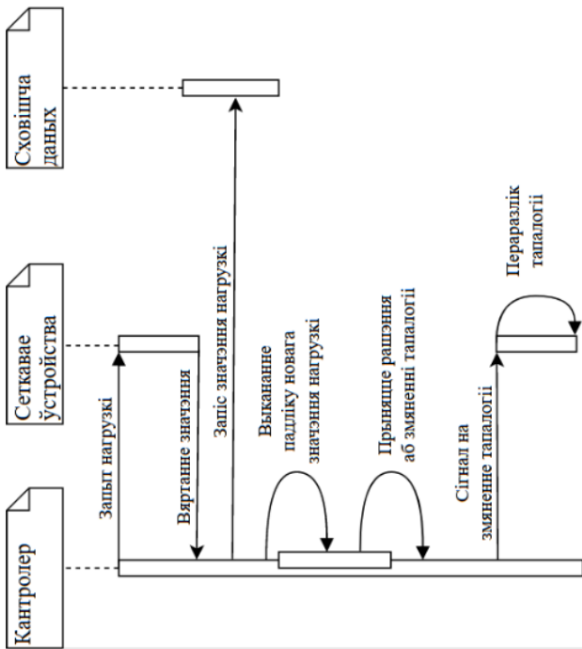 Кантролер
Сеткавае
ўстройства
Сховішча
даных
Запыт нагрузкі
Вяртанне значэння
Запіс значэння нагрузкі
Выкананне
падліку новага
значэння нагрузкі
Прыняцце рашэння
аб змяненні тапалогіі
Сігнал на
змяненне тапалогіі
Пераразлік
тапалогіі